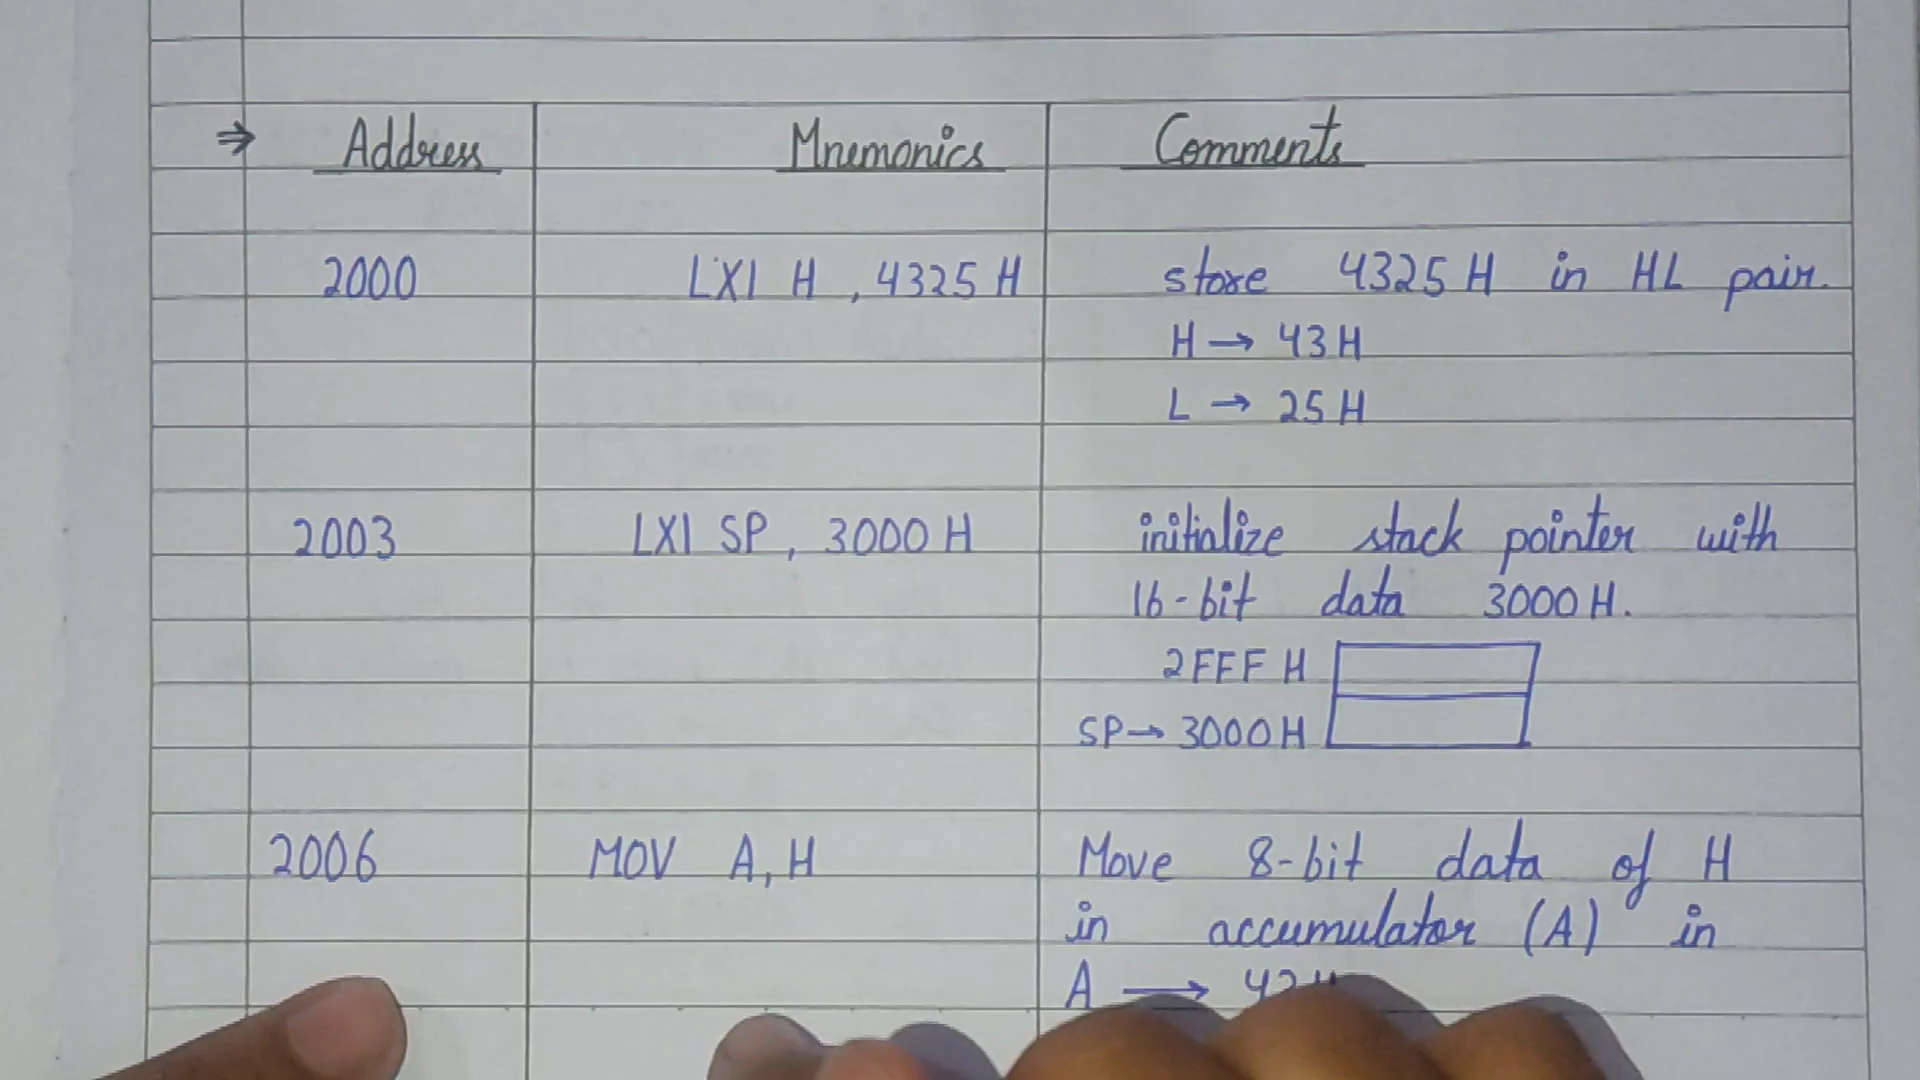 ⇒ Address Mnemonics Comments
2000 LXI H , 4325 H store 4325 H in HL pair.
H → 43 H
L → 25 H
2003 LXI SP , 3000 H initialize stack pointer with
16-bit data 3000 H.
2FFF H
SP → 3000 H
2006 MOV A, H Move 8-bit data of H
in accumulator (A) in
A →